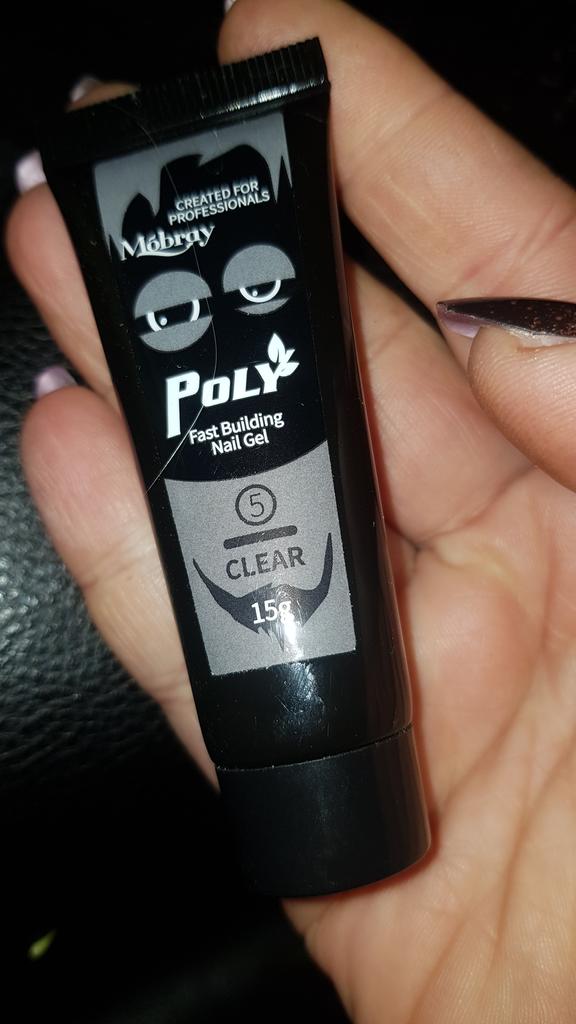 CREATED FOR
PROFESSIONALS
Mobray
POLY
Fast Building
Nail Gel
5
CLEAR
15g